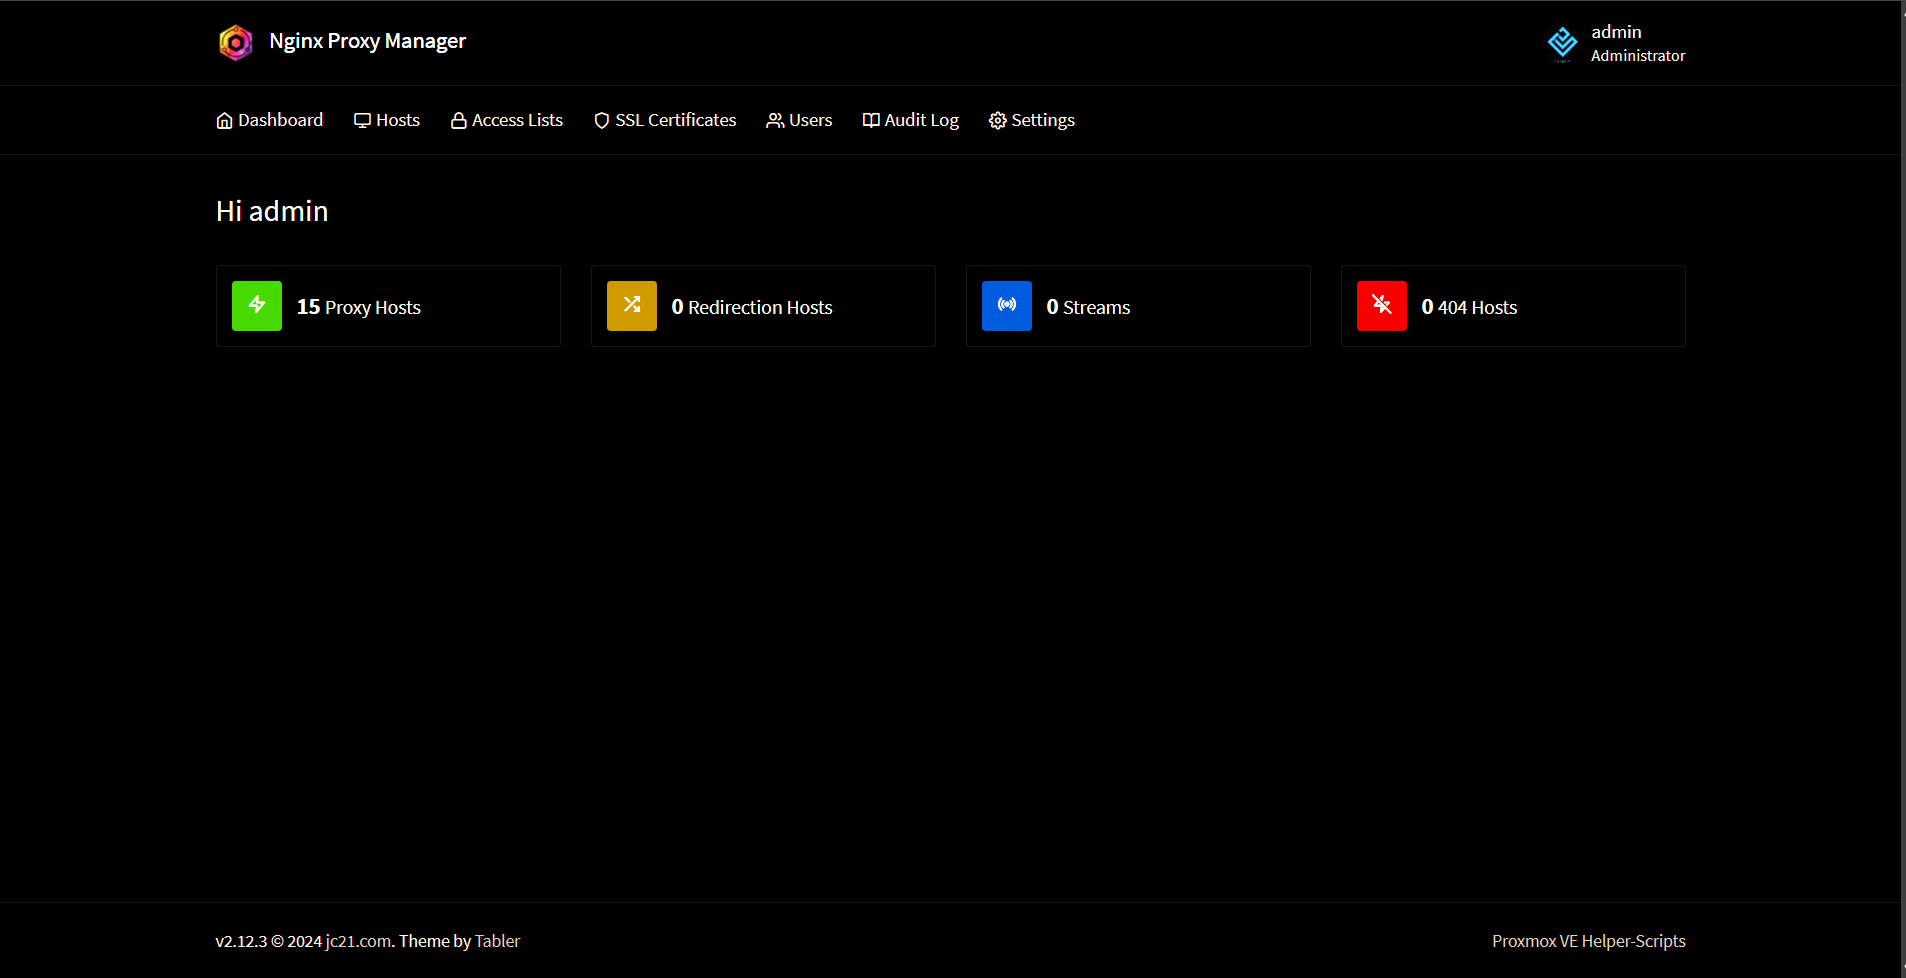 Nginx Proxy Manager
admin
Administrator
Dashboard Hosts Access Lists SSL Certificates Users Audit Log Settings
Hi admin
15 Proxy Hosts 0 Redirection Hosts 0 Streams 0 404 Hosts
v2.12.3 © 2024 jc21.com. Theme by Tabler Proxmox VE Helper-Scripts